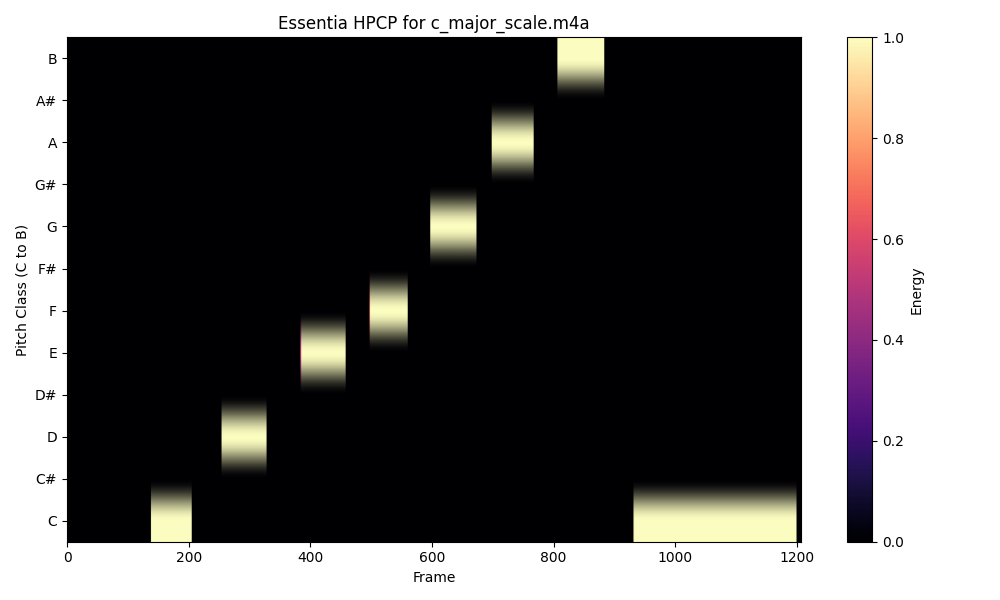 Essentia HPCP for c_major_scale.m4a
Pitch Class (C to B)
B
A#
A
G#
G
F#
F
E
D#
D
C#
C
0 200 400 600 800 1000 1200
Frame
1.0
0.8
0.6
0.4
0.2
0.0
Energy